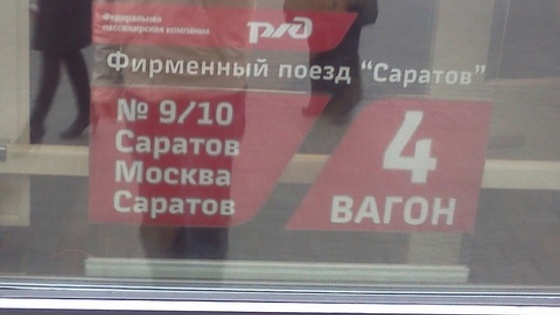 Федеральная
пассажирская компания
ржд
Фирменный поезд "Саратов"
№ 9/10
Саратов
Москва
Саратов
4
ВАГОН